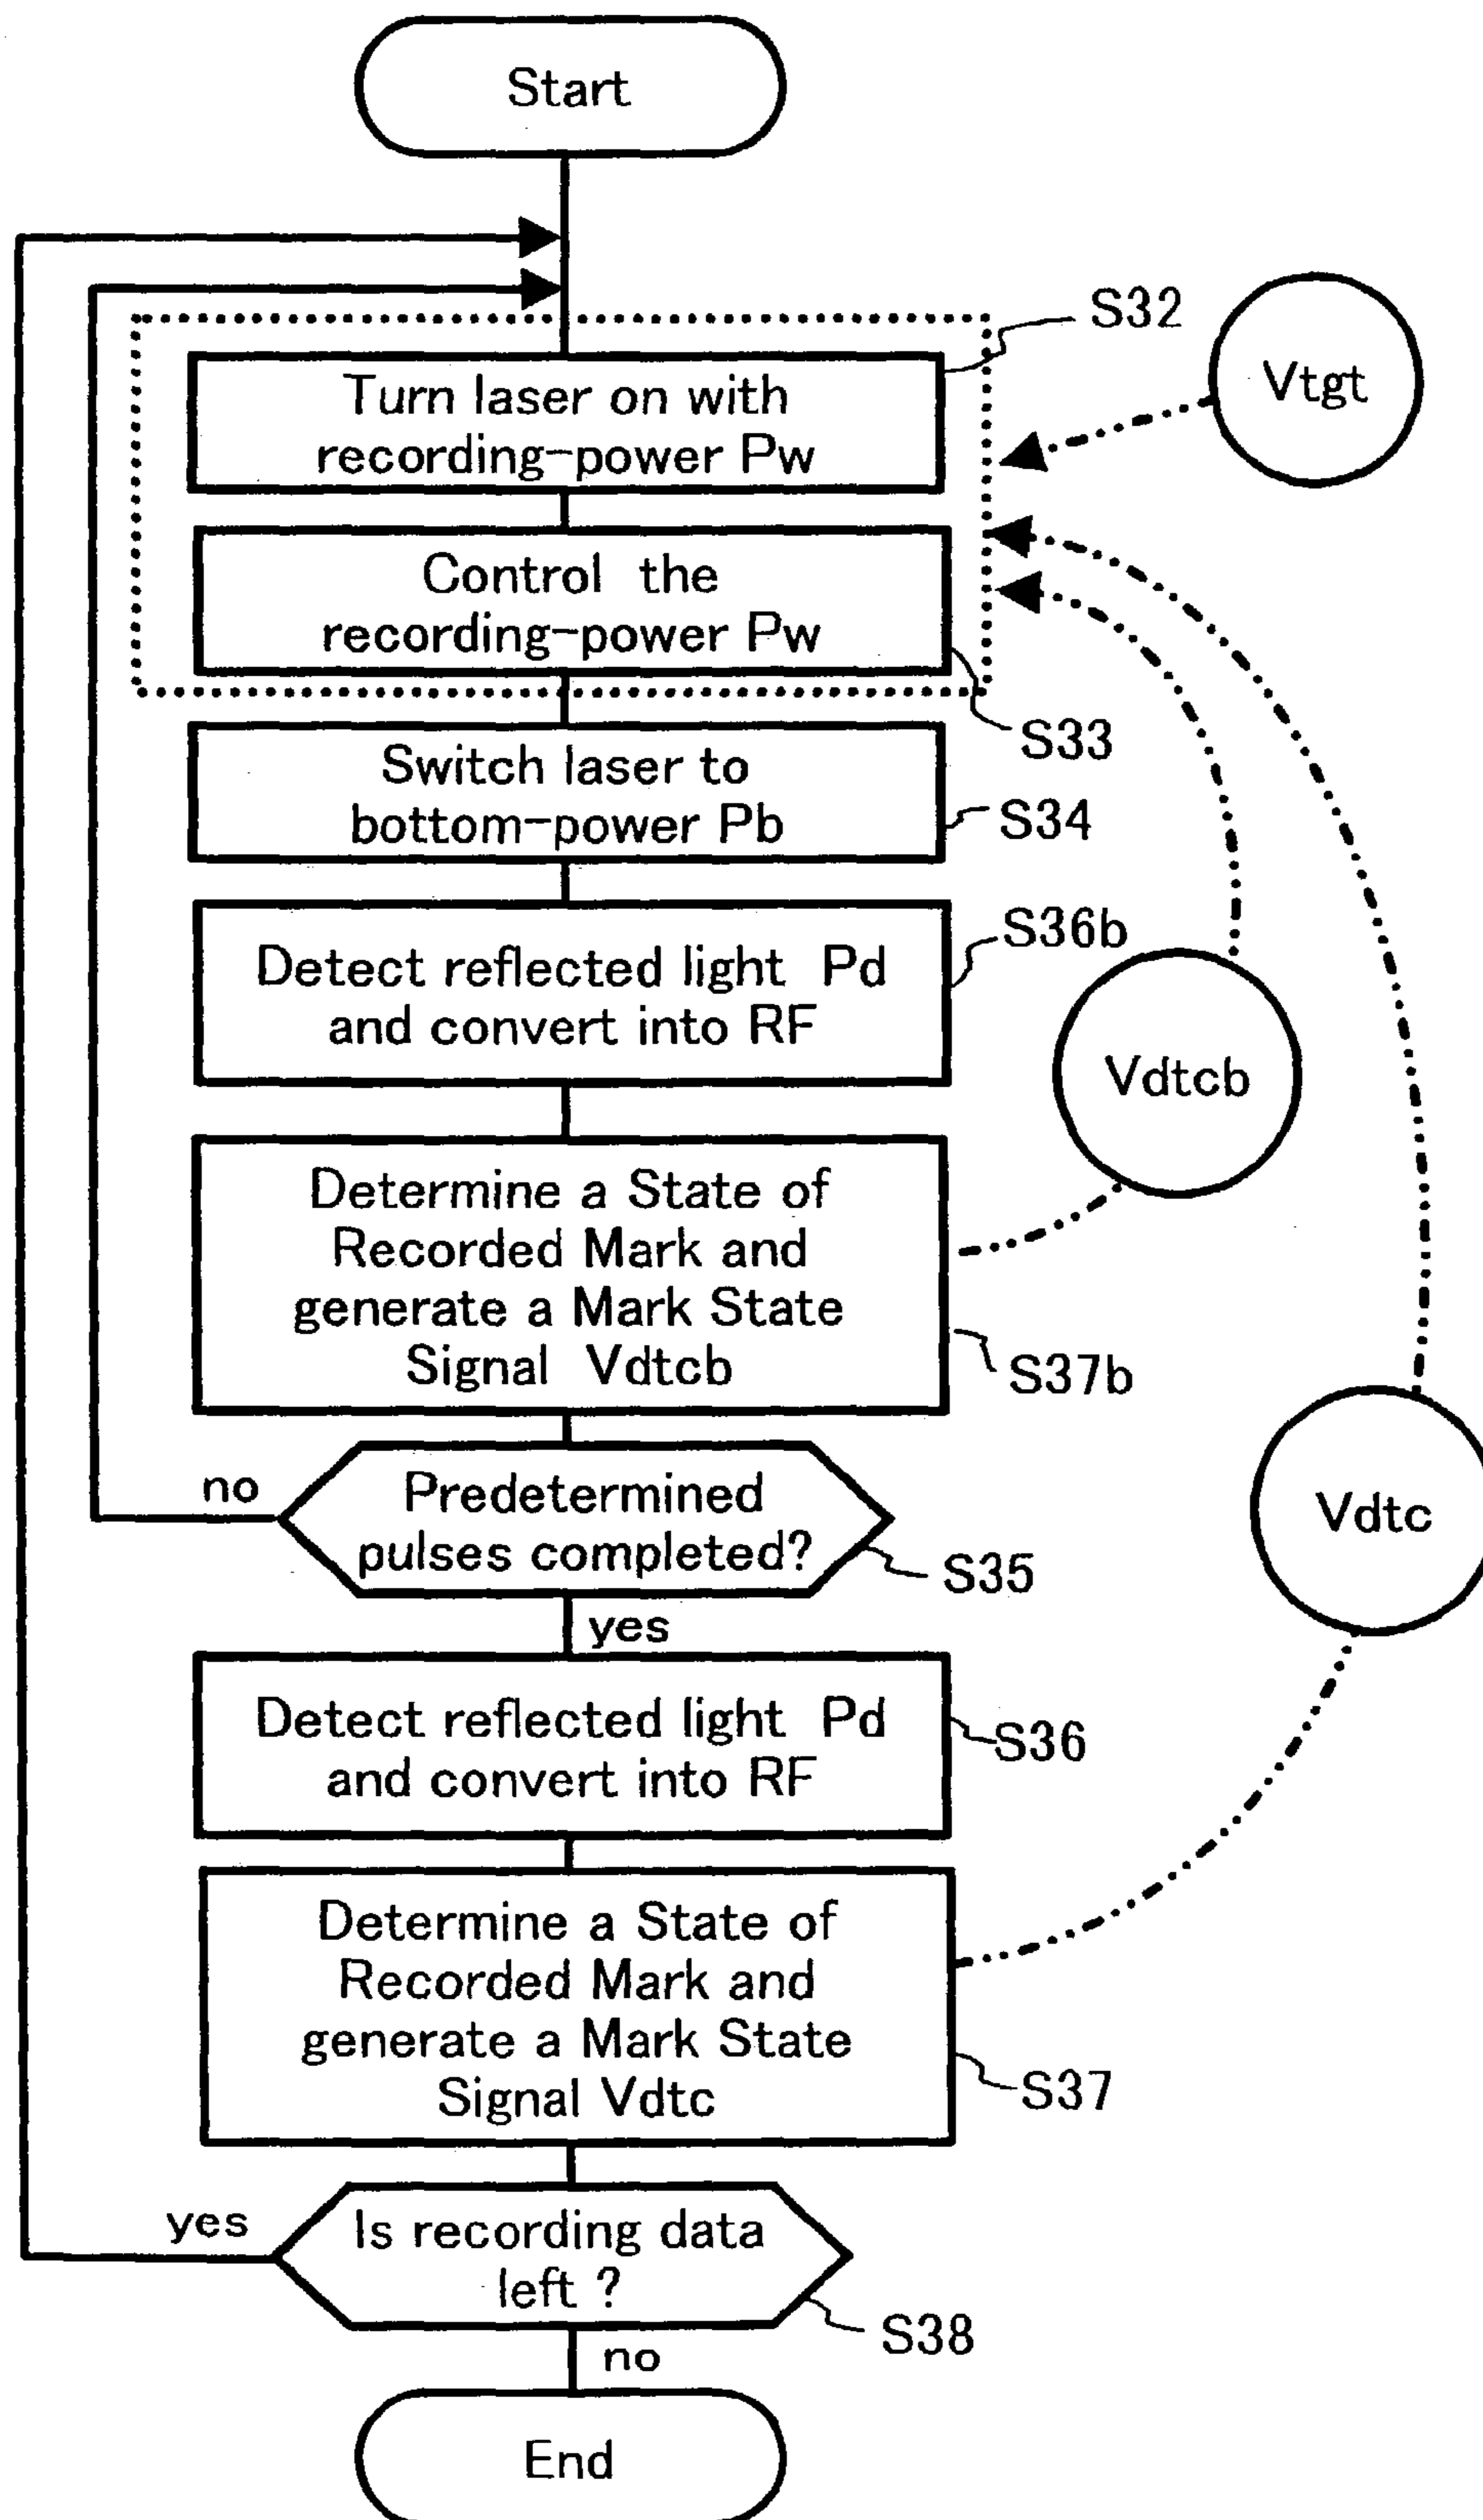 Start
S32
Vtgt
Turn laser on with
recording-power Pw
Control the
recording-power Pw
S33
Switch laser to
bottom-power Pb
S34
S36b
Detect reflected light Pd
and convert into RF
Vdtcb
Determine a State of
Recorded Mark and
generate a Mark State
Signal Vdtcb
S37b
no
Predetermined
pulses completed?
S35
Vdtc
yes
Detect reflected light Pd
and convert into RF
S36
Determine a State of
Recorded Mark and
generate a Mark State
Signal Vdtc
S37
yes
Is recording data
left ?
S38
no
End